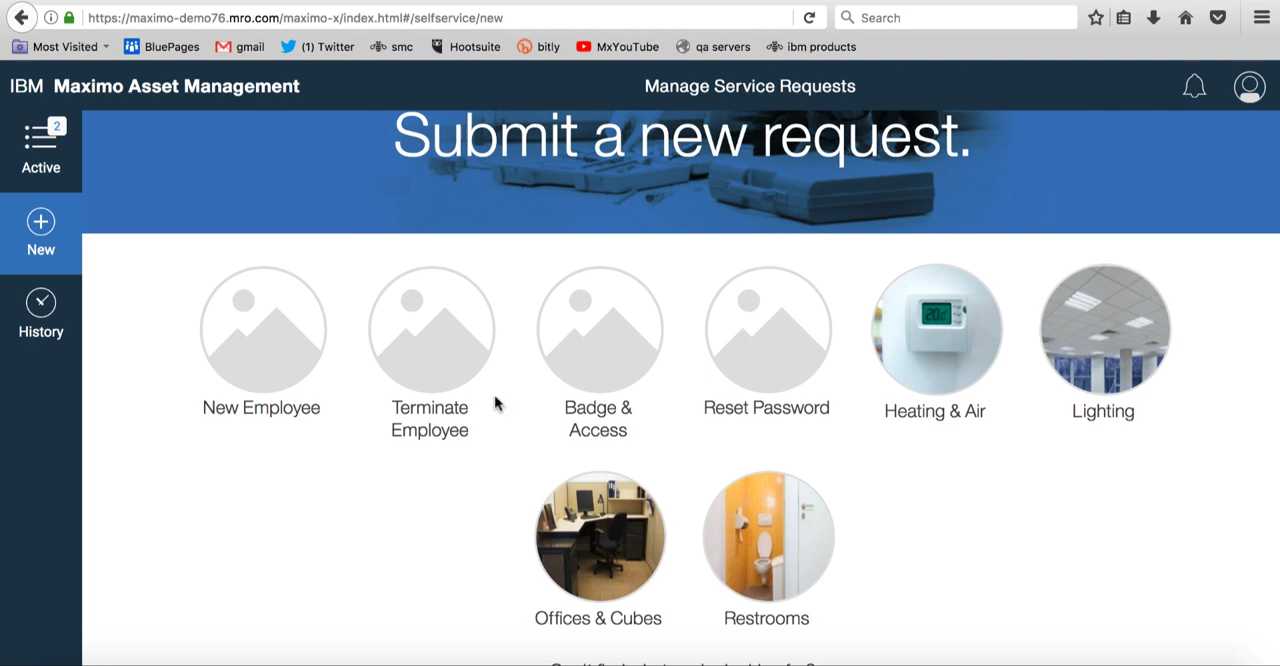 https://maximo-demo76.mro.com/maximo-x/index.html#/selfservice/new
Search
Most Visited
BluePages
gmail
(1) Twitter
smc
Hootsuite
bitly
MxYouTube
qa servers
ibm products
IBM Maximo Asset Management
Manage Service Requests
2
Active
New
History
Submit a new request.
New Employee
Terminate
Employee
Badge &
Access
Reset Password
Heating & Air
Lighting
Offices & Cubes
Restrooms